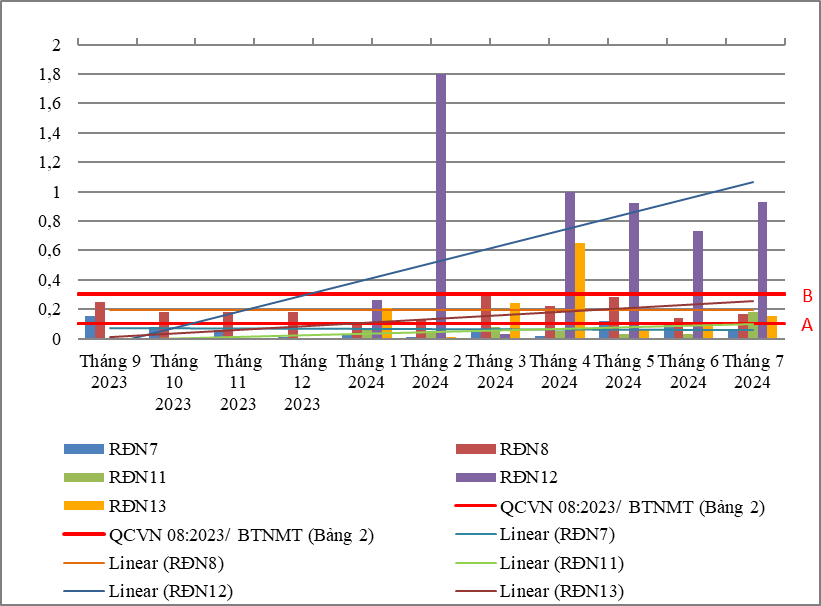 2
1,8
1,6
1,4
1,2
1
0,8
0,6
0,4
0,2
0
B
A
Tháng 9 2023
Tháng 10 2023
Tháng 11 2023
Tháng 12 2023
Tháng 1 2024
Tháng 2 2024
Tháng 3 2024
Tháng 4 2024
Tháng 5 2024
Tháng 6 2024
Tháng 7 2024
RĐN7
RĐN8
RĐN11
RĐN12
RĐN13
QCVN 08:2023/ BTNMT (Bảng 2)
QCVN 08:2023/ BTNMT (Bảng 2)
Linear (RĐN7)
Linear (RĐN8)
Linear (RĐN11)
Linear (RĐN12)
Linear (RĐN13)